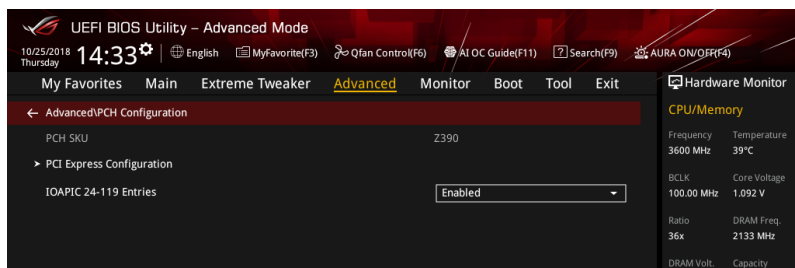 UEFI BIOS Utility – Advanced Mode
10/25/2018 Thursday 14:33 English MyFavorite(F3) Qfan Control(F6) AI OC Guide(F11) Search(F9) AURA ON/OFF(F4)
My Favorites Main Extreme Tweaker Advanced Monitor Boot Tool Exit
← Advanced\PCH Configuration
PCH SKU Z390
> PCI Express Configuration
IOAPIC 24-119 Entries Enabled
Hardware Monitor
CPU/Memory
Frequency Temperature
3600 MHz 39°C
BCLK Core Voltage
100.00 MHz 1.092 V
Ratio DRAM Freq.
36x 2133 MHz
DRAM Volt. Capacity